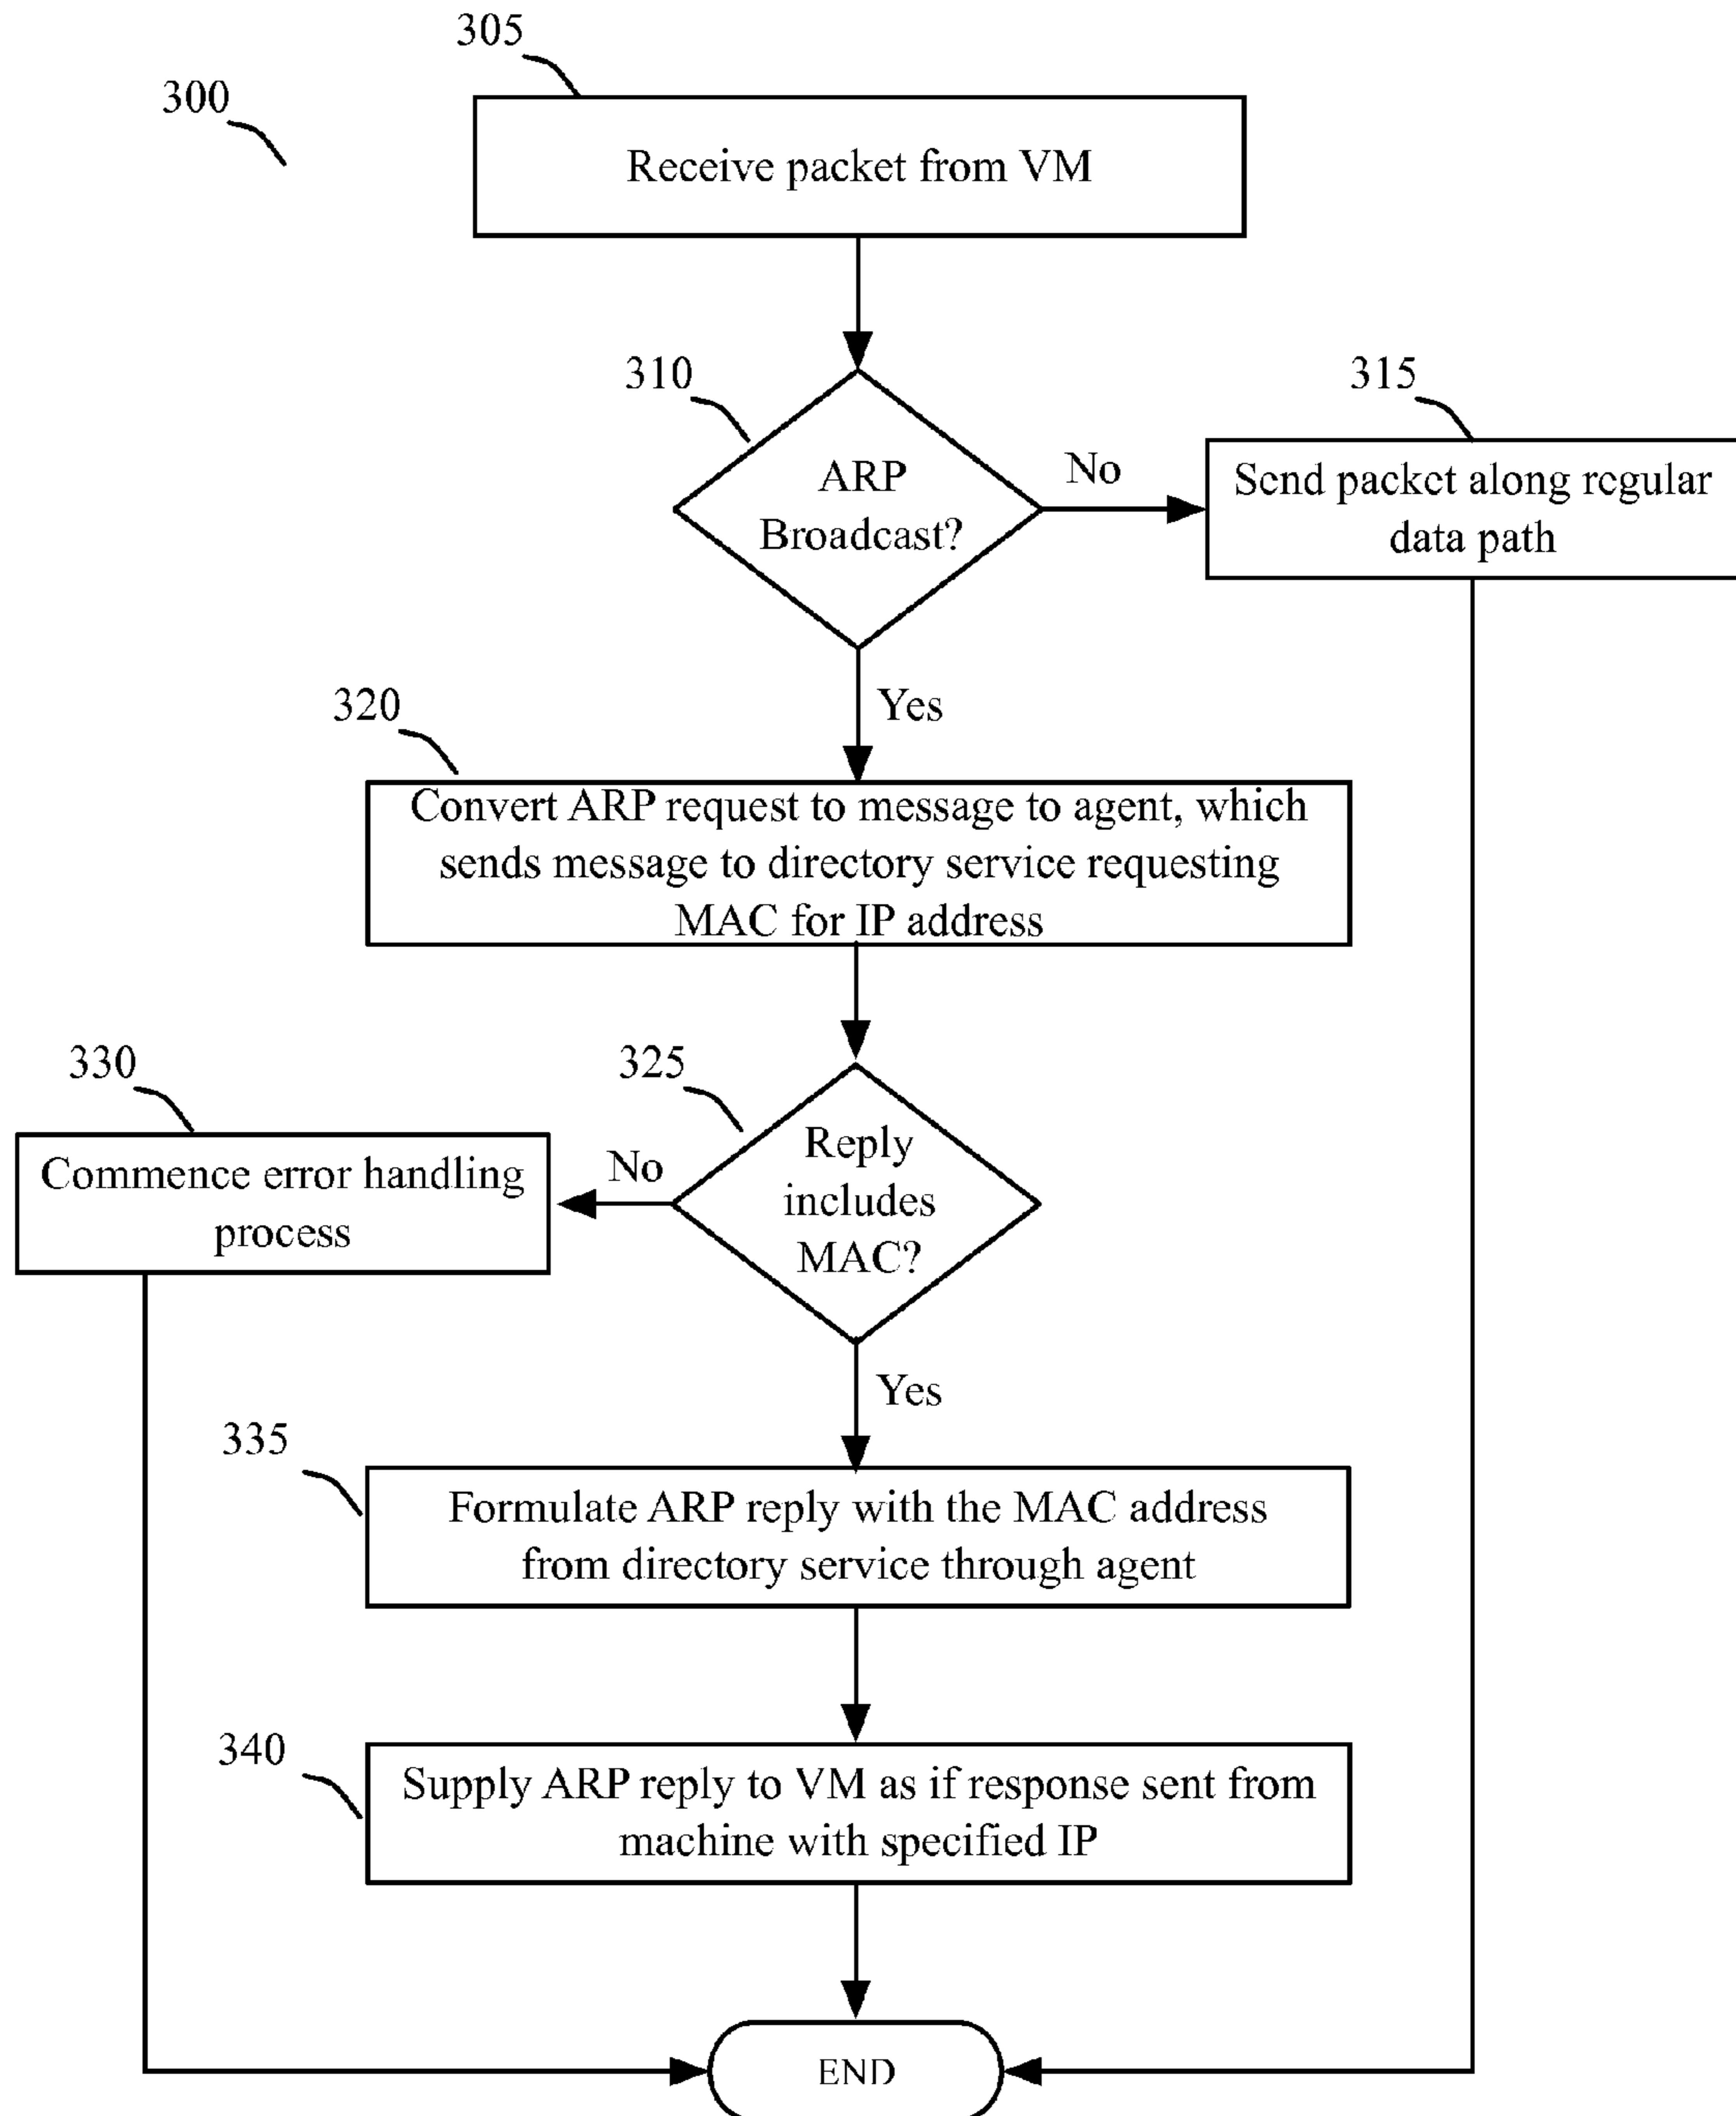 305
300
Receive packet from VM
310
315
ARP
Broadcast?
No
Send packet along regular
data path
Yes
320
Convert ARP request to message to agent, which
sends message to directory service requesting
MAC for IP address
330
325
Commence error handling
process
No
Reply
includes
MAC?
Yes
335
Formulate ARP reply with the MAC address
from directory service through agent
340
Supply ARP reply to VM as if response sent from
machine with specified IP
END